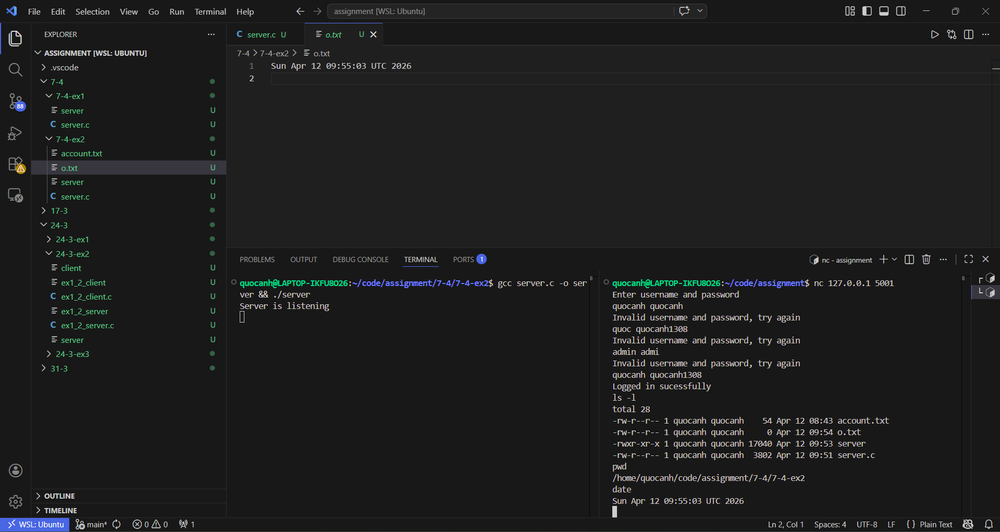 File Edit Selection View Go Run Terminal Help
assignment [WSL: Ubuntu]
EXPLORER
ASSIGNMENT [WSL: UBUNTU]
.vscode
7-4
7-4-ex1
server U
server.c U
7-4-ex2
account.txt U
o.txt U
server U
server.c U
17-3
24-3
24-3-ex1
24-3-ex2
client U
ex1_2_client U
ex1_2_client.c U
ex1_2_server U
ex1_2_server.c U
server U
24-3-ex3
31-3
OUTLINE
TIMELINE
88
server.c U
o.txt U
7-4 > 7-4-ex2 > o.txt
1 Sun Apr 12 09:55:03 UTC 2026
2
PROBLEMS OUTPUT DEBUG CONSOLE TERMINAL PORTS 1
nc - assignment
quocanh@LAPTOP-IKFU8O26:~/code/assignment/7-4/7-4-ex2$ gcc server.c -o ser
ver && ./server
Server is listening
quocanh@LAPTOP-IKFU8O26:~/code/assignment$ nc 127.0.0.1 5001
Enter username and password
quocanh quocanh
Invalid username and password, try again
quoc quocanh1308
Invalid username and password, try again
admin admi
Invalid username and password, try again
quocanh quocanh1308
Logged in sucessfully
ls -l
total 28
-rw-r--r-- 1 quocanh quocanh    54 Apr 12 08:43 account.txt
-rw-r--r-- 1 quocanh quocanh     0 Apr 12 09:54 o.txt
-rwxr-xr-x 1 quocanh quocanh 17040 Apr 12 09:53 server
-rw-r--r-- 1 quocanh quocanh  3802 Apr 12 09:51 server.c
pwd
/home/quocanh/code/assignment/7-4/7-4-ex2
date
Sun Apr 12 09:55:03 UTC 2026
WSL: Ubuntu main* 0 0 1
Ln 2, Col 1 Spaces: 4 UTF-8 LF {} Plain Text